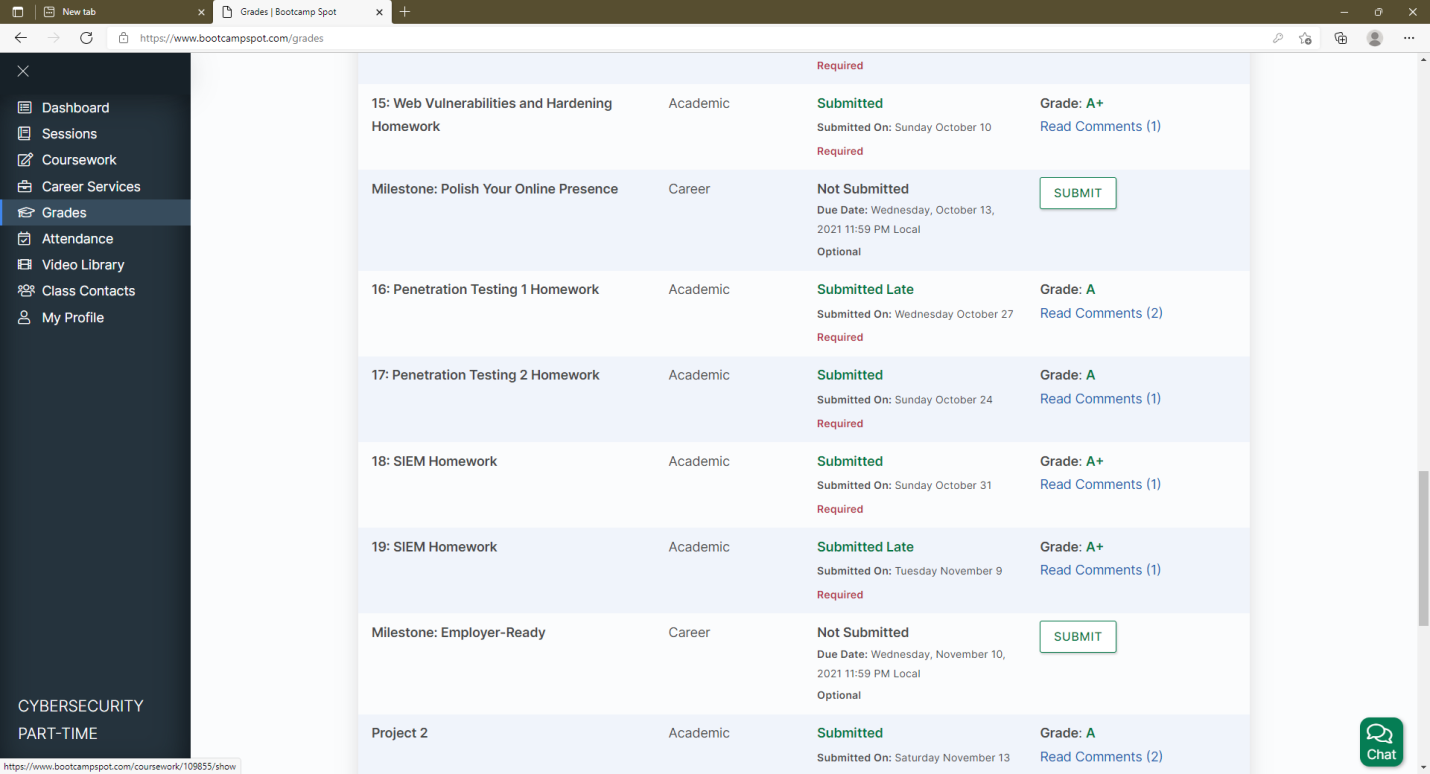 New tab
Grades | Bootcamp Spot
https://www.bootcampspot.com/grades
Dashboard
Sessions
Coursework
Career Services
Grades
Attendance
Video Library
Class Contacts
My Profile
CYBERSECURITY
PART-TIME
https://www.bootcampspot.com/coursework/109855/show
Required
15: Web Vulnerabilities and Hardening
Homework
Academic
Submitted
Submitted On: Sunday October 10
Required
Grade: A+
Read Comments (1)
Milestone: Polish Your Online Presence
Career
Not Submitted
Due Date: Wednesday, October 13,
2021 11:59 PM Local
Optional
SUBMIT
16: Penetration Testing 1 Homework
Academic
Submitted Late
Submitted On: Wednesday October 27
Required
Grade: A
Read Comments (2)
17: Penetration Testing 2 Homework
Academic
Submitted
Submitted On: Sunday October 24
Required
Grade: A
Read Comments (1)
18: SIEM Homework
Academic
Submitted
Submitted On: Sunday October 31
Required
Grade: A+
Read Comments (1)
19: SIEM Homework
Academic
Submitted Late
Submitted On: Tuesday November 9
Required
Grade: A+
Read Comments (1)
Milestone: Employer-Ready
Career
Not Submitted
Due Date: Wednesday, November 10,
2021 11:59 PM Local
Optional
SUBMIT
Project 2
Academic
Submitted
Submitted On: Saturday November 13
Grade: A
Read Comments (2)
Chat